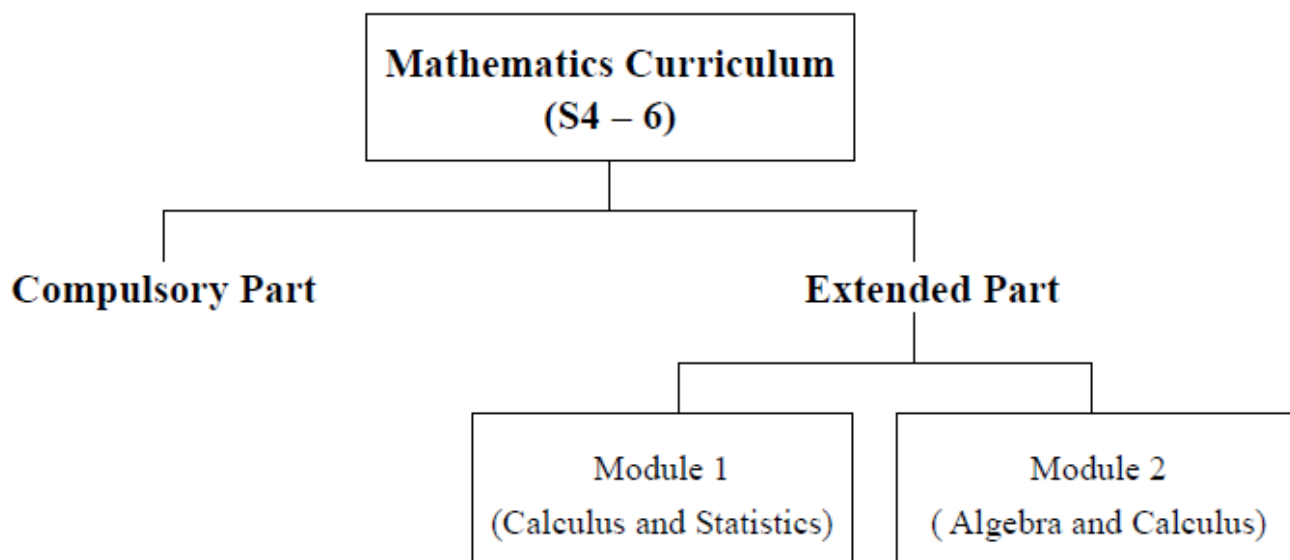 Mathematics Curriculum
(S4 – 6)
Compulsory Part
Extended Part
Module 1
(Calculus and Statistics)
Module 2
( Algebra and Calculus)